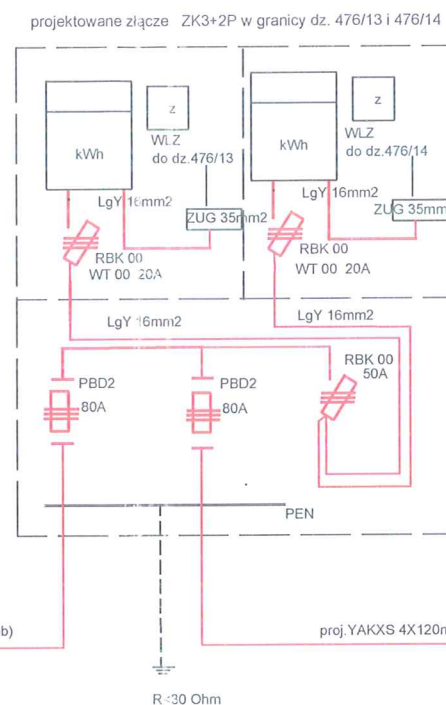 projektowane złącze ZK3+2P w granicy dz. 476/13 i 476/14
z
z
kWh
WLZ
do dz.476/13
kWh
WLZ
do dz.476/14
LgY 16mm2
ZUG 35mm2
LgY 16mm2
ZUG 35mm
RBK 00
WT 00 20A
RBK 00
WT 00 20A
LgY 16mm2
LgY 16mm2
RBK 00
50A
PBD2
80A
PBD2
80A
PEN
b)
proj.YAKXS 4X120m
R<30 Ohm